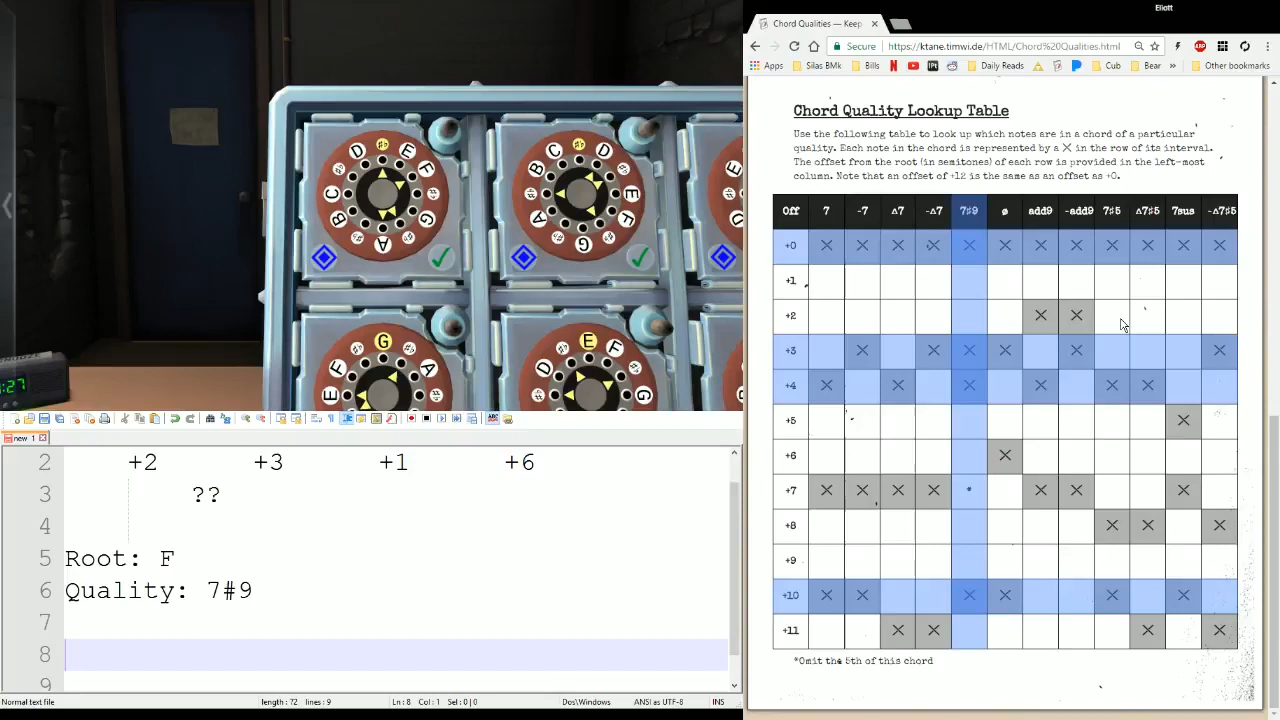 Eliott
Chord Qualities — Keep
Secure https://ktane.timwi.de/HTML/Chord%20Qualities.html
Apps Silas BMk Bills Daily Reads Cub Bear » Other bookmarks
Chord Quality Lookup Table
Use the following table to look up which notes are in a chord of a particular
quality. Each note in the chord is represented by a X in the row of its interval.
The offset from the root (in semitones) of each row is provided in the left-most
column. Note that an offset of +12 is the same as an offset as +0.
Off 7 -7 Δ7 -Δ7 7♯9 ø add9 -add9 7♯5 Δ7♯5 7sus -Δ7♯5
+0 X X X X X X X X X X X X
+1
+2 X X
+3 X X X X X X
+4 X X X X X X
+5 X
+6 X
+7 X X X X * X X X
+8 X X X
+9
+10 X X X X X X
+11 X X X X
*Omit the 5th of this chord
D ♯♭ E F ♯♭ G ♯♭ A ♯♭ B C ♯♭
C ♯♭ D ♯♭ E F ♯♭ G ♯♭ A ♯♭ B
E
F
G
E F ♯♭ G ♯♭ A
D ♯♭ E F ♯♭ G
:27
new 1
2 +2 +3 +1 +6
3 ??
4
5 Root: F
6 Quality: 7#9
7
8
9
Normal text file length : 72 lines : 9 Ln : 8 Col : 1 Sel : 0 | 0 Dos\Windows ANSI as UTF-8 INS